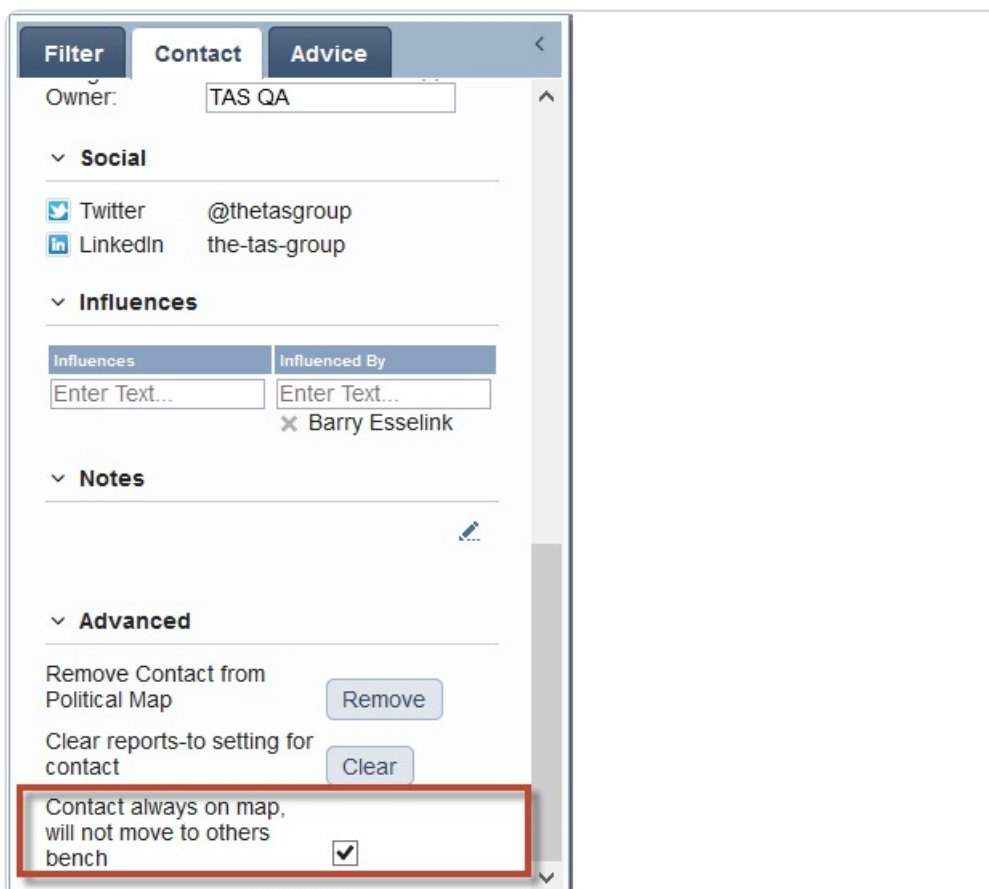 Filter Contact Advice
Owner: TAS QA
Social
Twitter @thetasgroup
LinkedIn the-tas-group
Influences
Influences Influenced By
Enter Text... Enter Text...
Barry Esselink
Notes
Advanced
Remove Contact from
Political Map Remove
Clear reports-to setting for
contact Clear
Contact always on map,
will not move to others
bench